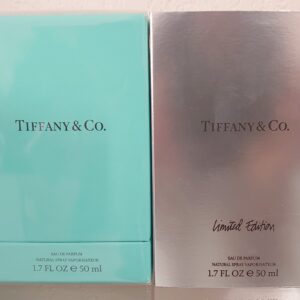 TIFFANY & CO.
EAU DE PARFUM
NATURAL SPRAY VAPORISATEUR
1.7 FL OZ ℮ 50 ml
TIFFANY & CO.
Limited Edition
EAU DE PARFUM
NATURAL SPRAY VAPORISATEUR
1.7 FL OZ ℮ 50 ml